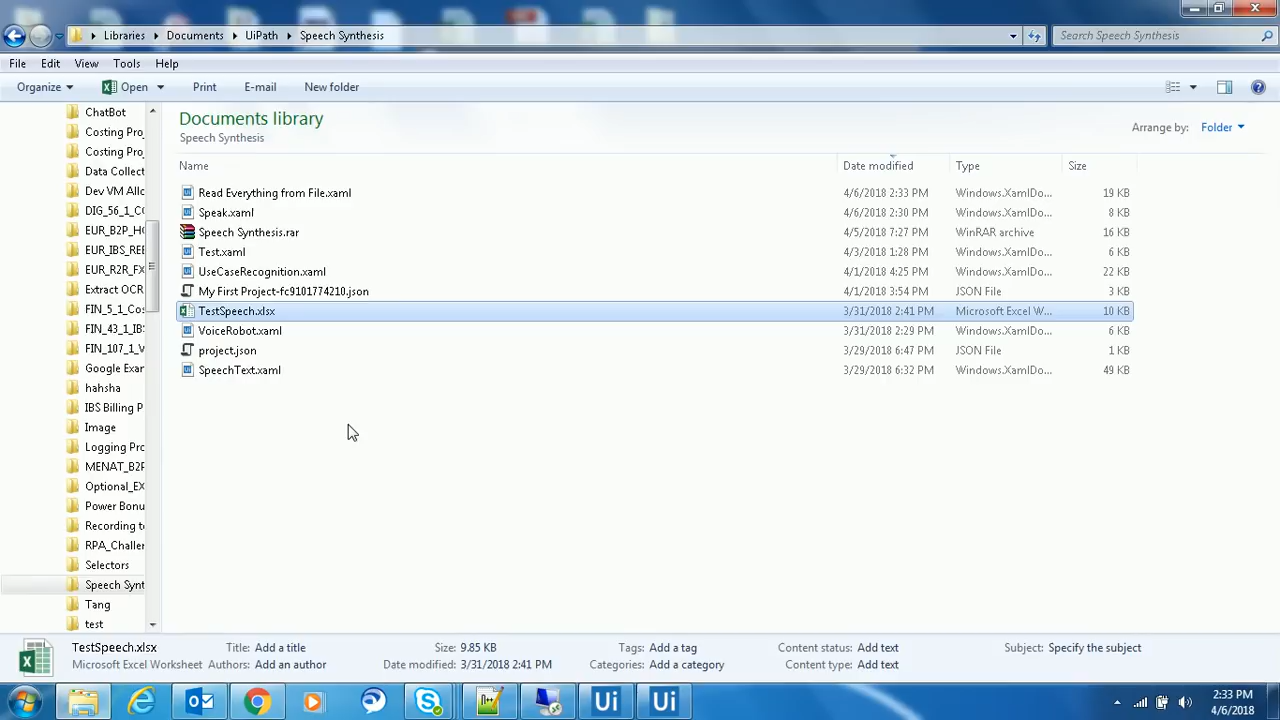 Libraries Documents UiPath Speech Synthesis Search Speech Synthesis
File Edit View Tools Help
Organize Open Print E-mail New folder
ChatBot
Costing Proj
Costing Proj
Data Collect
Dev VM Allo
DIG_56_1_C
EUR_B2P_HC
EUR_IBS_REE
EUR_R2R_FX
Extract OCR
FIN_5_1_Cos
FIN_43_1_IBS
FIN_107_1_V
Google Exar
hahsha
IBS Billing P
Image
Logging Pro
MENAT_B2P
Optional_EX
Power Bonu
Recording to
RPA_Challer
Selectors
Speech Synt
Tang
test
Documents library
Speech Synthesis
Arrange by: Folder
Name Date modified Type Size
Read Everything from File.xaml 4/6/2018 2:33 PM Windows.XamlDo... 19 KB
Speak.xaml 4/6/2018 2:30 PM Windows.XamlDo... 8 KB
Speech Synthesis.rar 4/5/2018 7:27 PM WinRAR archive 16 KB
Test.xaml 4/3/2018 1:28 PM Windows.XamlDo... 6 KB
UseCaseRecognition.xaml 4/1/2018 4:25 PM Windows.XamlDo... 22 KB
My First Project-fc9101774210.json 4/1/2018 3:54 PM JSON File 3 KB
TestSpeech.xlsx 3/31/2018 2:41 PM Microsoft Excel W... 10 KB
VoiceRobot.xaml 3/31/2018 2:29 PM Windows.XamlDo... 6 KB
project.json 3/29/2018 6:47 PM JSON File 1 KB
SpeechText.xaml 3/29/2018 6:32 PM Windows.XamlDo... 49 KB
TestSpeech.xlsx Title: Add a title Size: 9.85 KB Tags: Add a tag Content status: Add text Subject: Specify the subject
Microsoft Excel Worksheet Authors: Add an author Date modified: 3/31/2018 2:41 PM Categories: Add a category Content type: Add text
Ui Ui
2:33 PM
4/6/2018